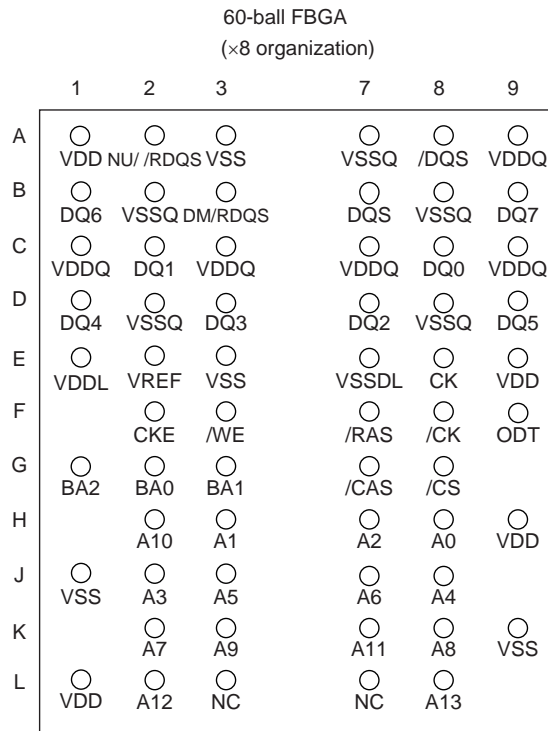 60-ball FBGA
(×8 organization)
1 2 3 7 8 9
A
VDD NU/ /RDQS VSS VSSQ /DQS VDDQ
B
DQ6 VSSQ DM/RDQS DQS VSSQ DQ7
C
VDDQ DQ1 VDDQ VDDQ DQ0 VDDQ
D
DQ4 VSSQ DQ3 DQ2 VSSQ DQ5
E
VDDL VREF VSS VSSDL CK VDD
F
CKE /WE /RAS /CK ODT
G
BA2 BA0 BA1 /CAS /CS
H
A10 A1 A2 A0 VDD
J
VSS A3 A5 A6 A4
K
A7 A9 A11 A8 VSS
L
VDD A12 NC NC A13